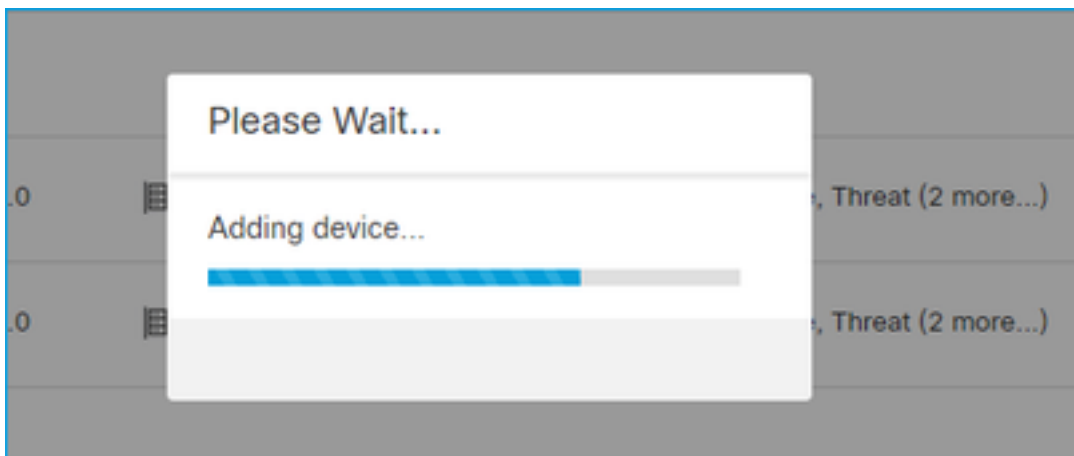 Please Wait...
.0
, Threat (2 more...)
Adding device...
.0
, Threat (2 more...)